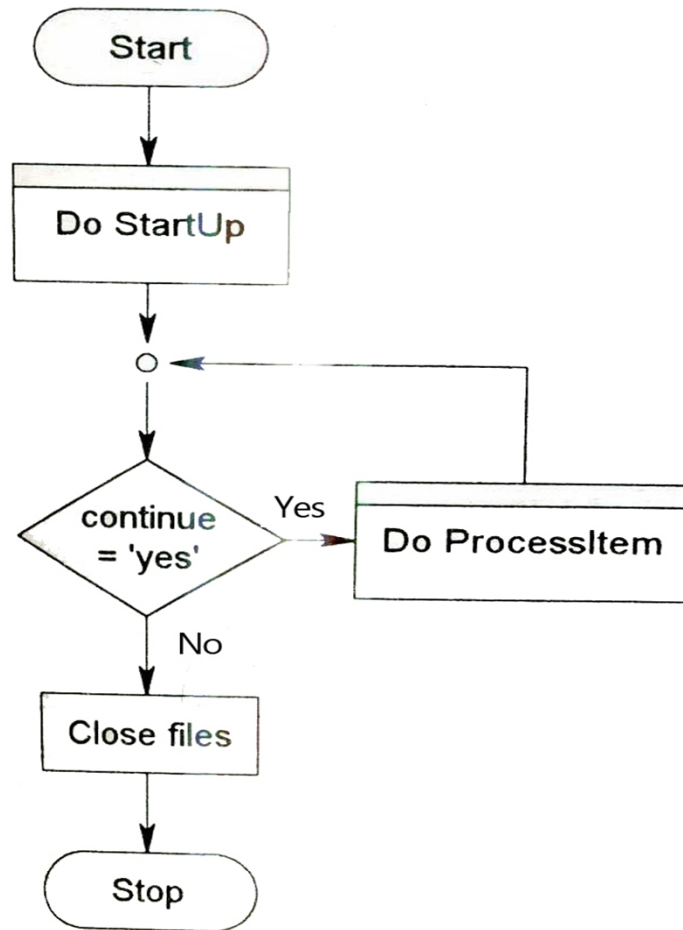 Start
Do StartUp
continue
= 'yes'
Yes
Do ProcessItem
No
Close files
Stop